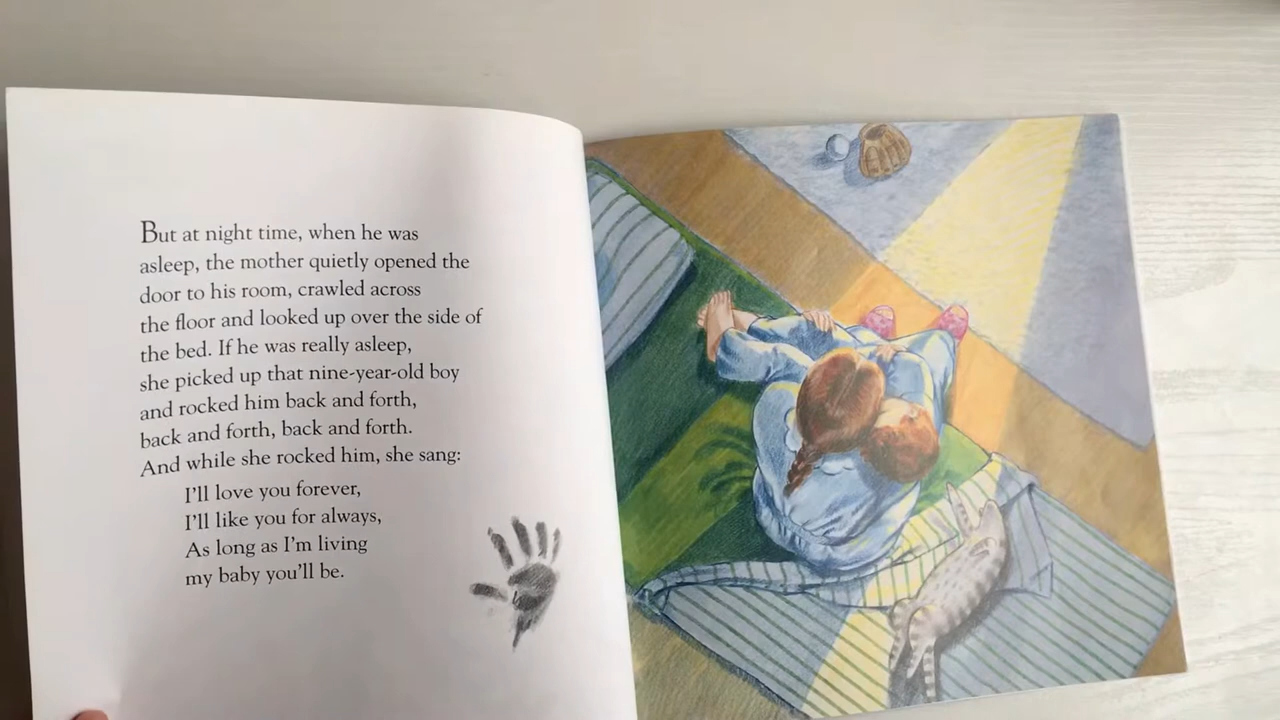 But at night time, when he was
asleep, the mother quietly opened the
door to his room, crawled across
the floor and looked up over the side of
the bed. If he was really asleep,
she picked up that nine-year-old boy
and rocked him back and forth,
back and forth, back and forth.
And while she rocked him, she sang:
I'll love you forever,
I'll like you for always,
As long as I'm living
my baby you'll be.